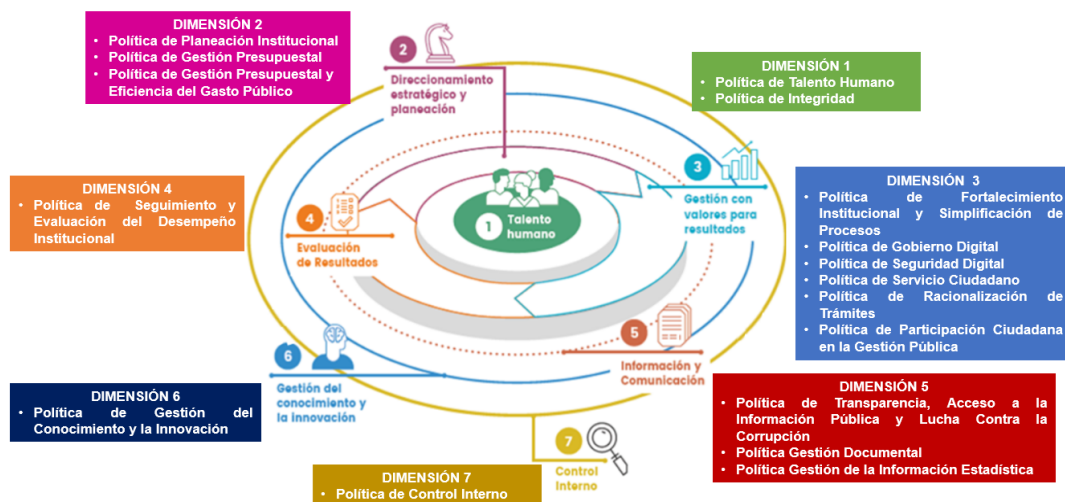 DIMENSIÓN 2
• Política de Planeación Institucional
• Política de Gestión Presupuestal
• Política de Gestión Presupuestal y
Eficiencia del Gasto Público
2
Direccionamiento
estratégico y
planeación
DIMENSIÓN 1
• Política de Talento Humano
• Política de Integridad
3
Gestión con
valores para
resultados
DIMENSIÓN 4
• Política de Seguimiento y
Evaluación del Desempeño
Institucional
4
Evaluación
de Resultados
1
Talento
humano
DIMENSIÓN 3
• Política de Fortalecimiento
Institucional y Simplificación de
Procesos
• Política de Gobierno Digital
• Política de Seguridad Digital
• Política de Servicio Ciudadano
• Política de Racionalización de
Trámites
• Política de Participación Ciudadana
en la Gestión Pública
5
Información y
Comunicación
6
Gestión del
conocimiento y
la innovación
DIMENSIÓN 6
• Política de Gestión del
Conocimiento y la Innovación
DIMENSIÓN 5
• Política de Transparencia, Acceso a la
Información Pública y Lucha Contra la
Corrupción
• Política Gestión Documental
• Política Gestión de la Información Estadística
7
Control
Interno
DIMENSIÓN 7
• Política de Control Interno